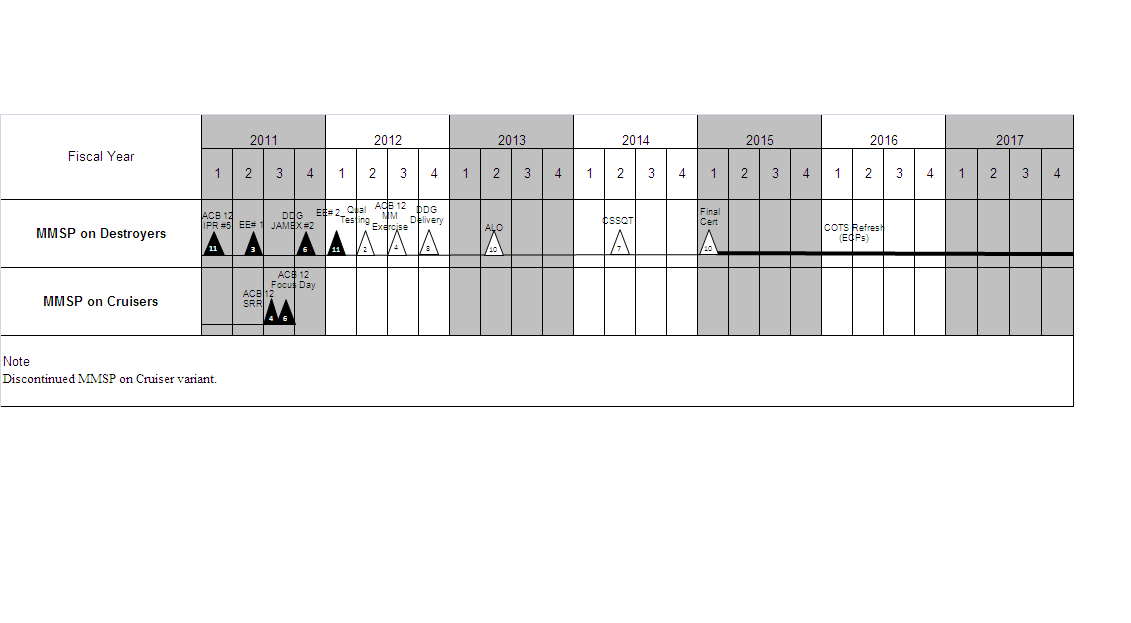 Fiscal Year
2011 2012 2013 2014 2015 2016 2017
1 2 3 4 1 2 3 4 1 2 3 4 1 2 3 4 1 2 3 4 1 2 3 4 1 2 3 4
MMSP on Destroyers
ACB 12
IPR #5
11
EE# 1
3
DDG
JAMEX #2
6
EE# 2
11
Qual
Testing
2
ACB 12
MM
Exercise
4
DDG
Delivery
8
ALO
10
CSSQT
7
Final
Cert
10
COTS Refresh
(ECPs)
MMSP on Cruisers
ACB 12
SRR
4
ACB 12
Focus Day
6
Note
Discontinued MMSP on Cruiser variant.